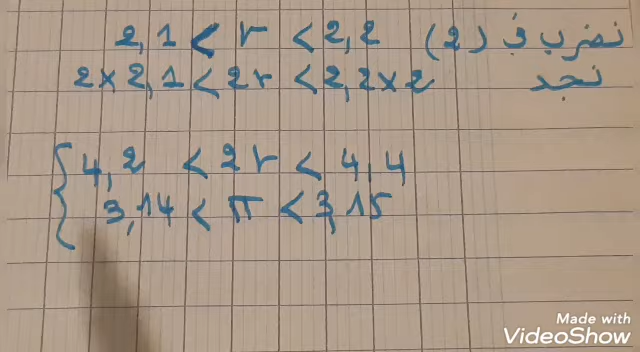 2,1 < r < 2,2 نضرب في (2)
2×2,1 < 2r < 2,2×2 نجد
4,2 < 2r < 4,4
3,14 < π < 3,15
Made with
VideoShow